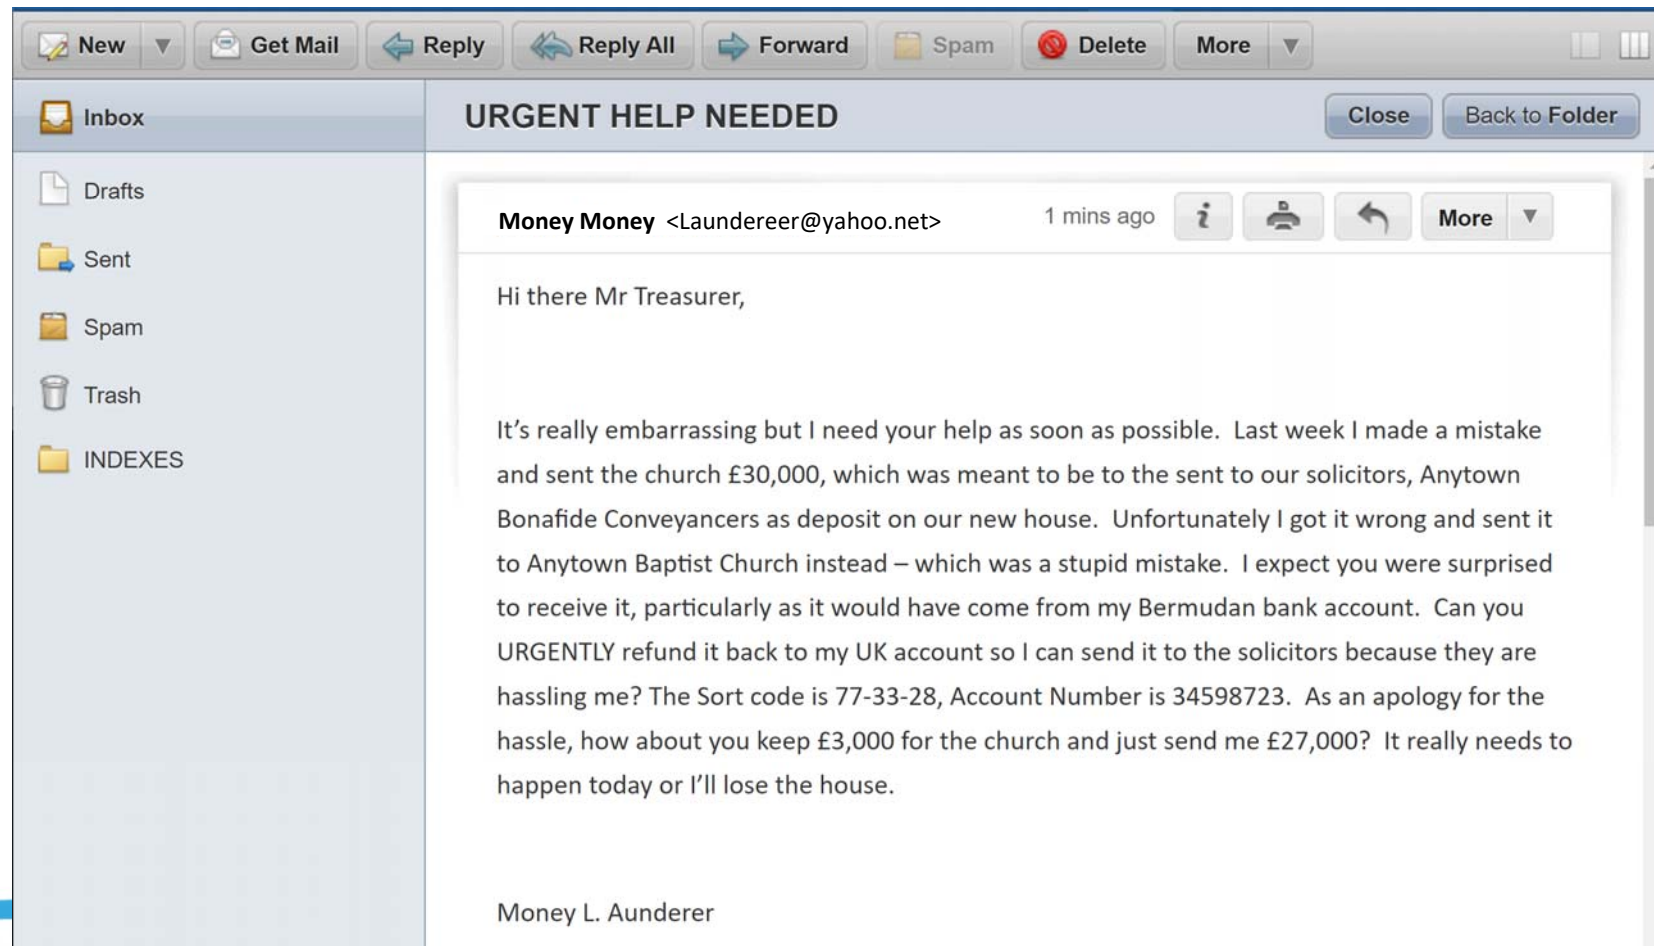 New Get Mail Reply Reply All Forward Spam Delete More
Inbox
URGENT HELP NEEDED
Close Back to Folder
Drafts
Sent
Spam
Trash
INDEXES
Money Money <Laundereer@yahoo.net> 1 mins ago i More
Hi there Mr Treasurer,
It’s really embarrassing but I need your help as soon as possible.  Last week I made a mistake
and sent the church £30,000, which was meant to be to the sent to our solicitors, Anytown
Bonafide Conveyancers as deposit on our new house.  Unfortunately I got it wrong and sent it
to Anytown Baptist Church instead – which was a stupid mistake.  I expect you were surprised
to receive it, particularly as it would have come from my Bermudan bank account.  Can you
URGENTLY refund it back to my UK account so I can send it to the solicitors because they are
hassling me? The Sort code is 77-33-28, Account Number is 34598723.  As an apology for the
hassle, how about you keep £3,000 for the church and just send me £27,000?  It really needs to
happen today or I’ll lose the house.
Money L. Aunderer